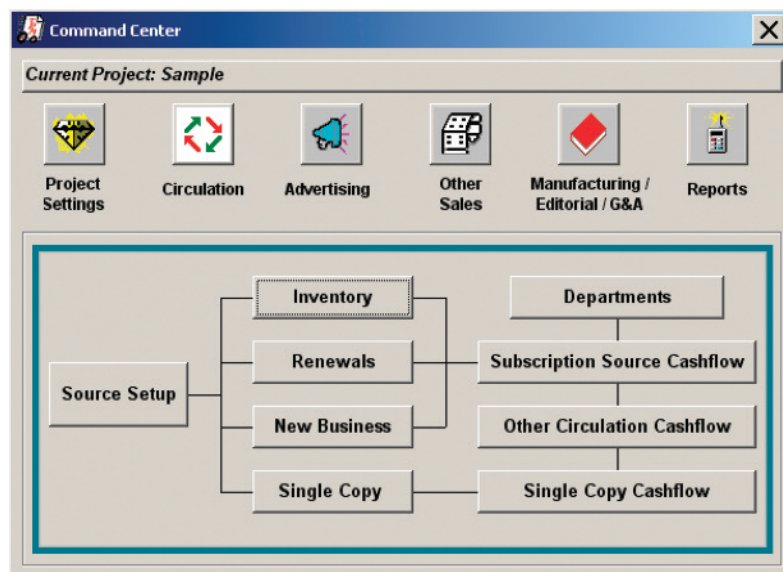 Command Center
Current Project: Sample
Project
Settings
Circulation
Advertising
Other
Sales
Manufacturing /
Editorial / G&A
Reports
Inventory
Departments
Renewals
Subscription Source Cashflow
Source Setup
New Business
Other Circulation Cashflow
Single Copy
Single Copy Cashflow